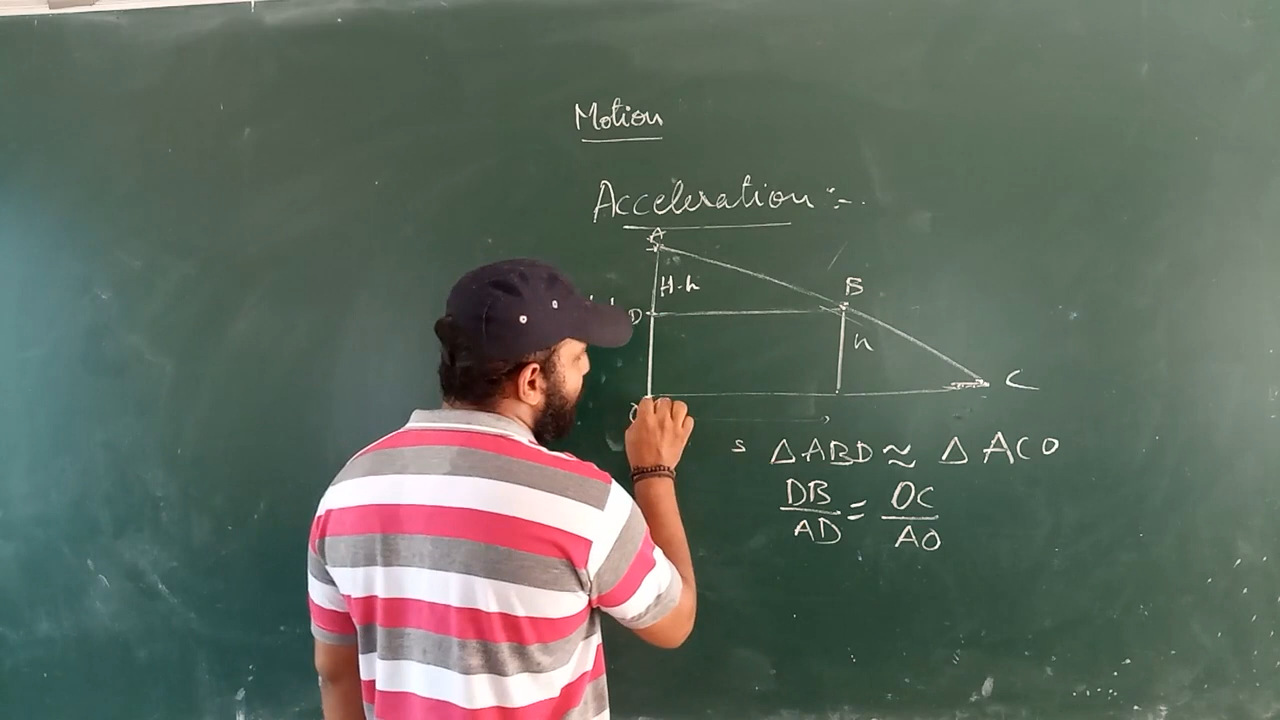 Motion
Acceleration :-
A
H-h
B
D
h
C
s △ABD ≈ △ACO
DB/AD = OC/AO